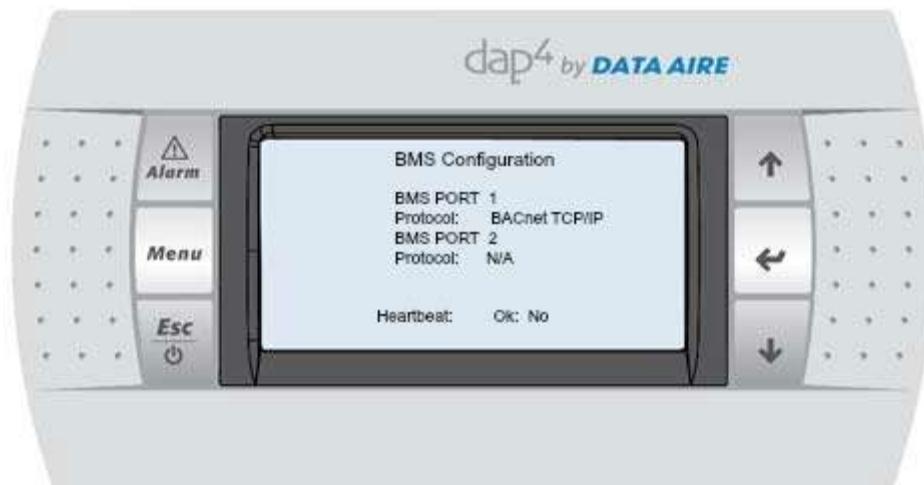 dap4 by DATA AIRE
Alarm
Menu
Esc
BMS Configuration
BMS PORT 1
Protocol: BACnet TCP/IP
BMS PORT 2
Protocol: N/A
Heartbeat: Ok: No